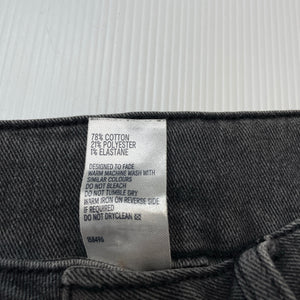 78% COTTON
21% POLYESTER
1% ELASTANE
DESIGNED TO FADE
WARM MACHINE WASH WITH
SIMILAR COLOURS
DO NOT BLEACH
DO NOT TUMBLE DRY
WARM IRON ON REVERSE SIDE
IF REQUIRED
DO NOT DRYCLEAN